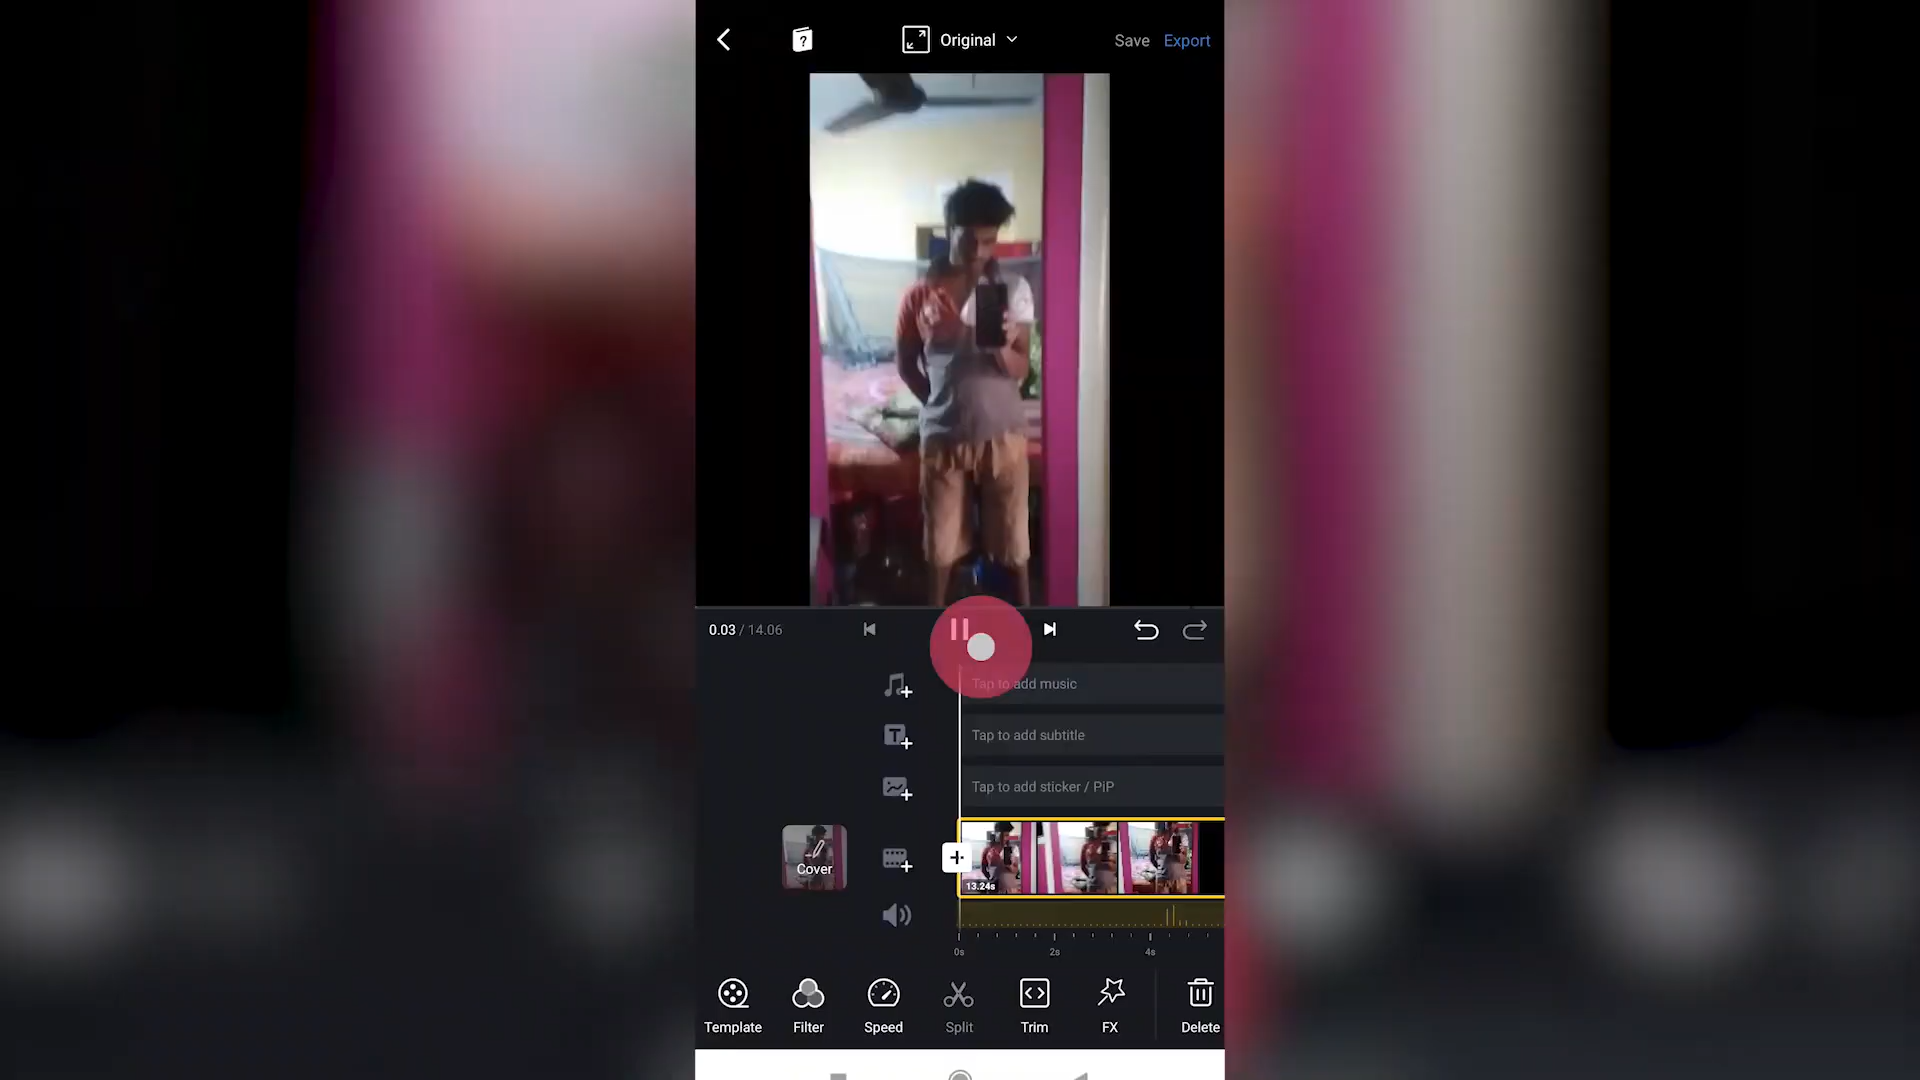 Original
Save Export
0.03 / 14.06
Tap to add music
Tap to add subtitle
Tap to add sticker / PiP
Cover
13.24s
0s 2s 4s
Template Filter Speed Split Trim FX Delete